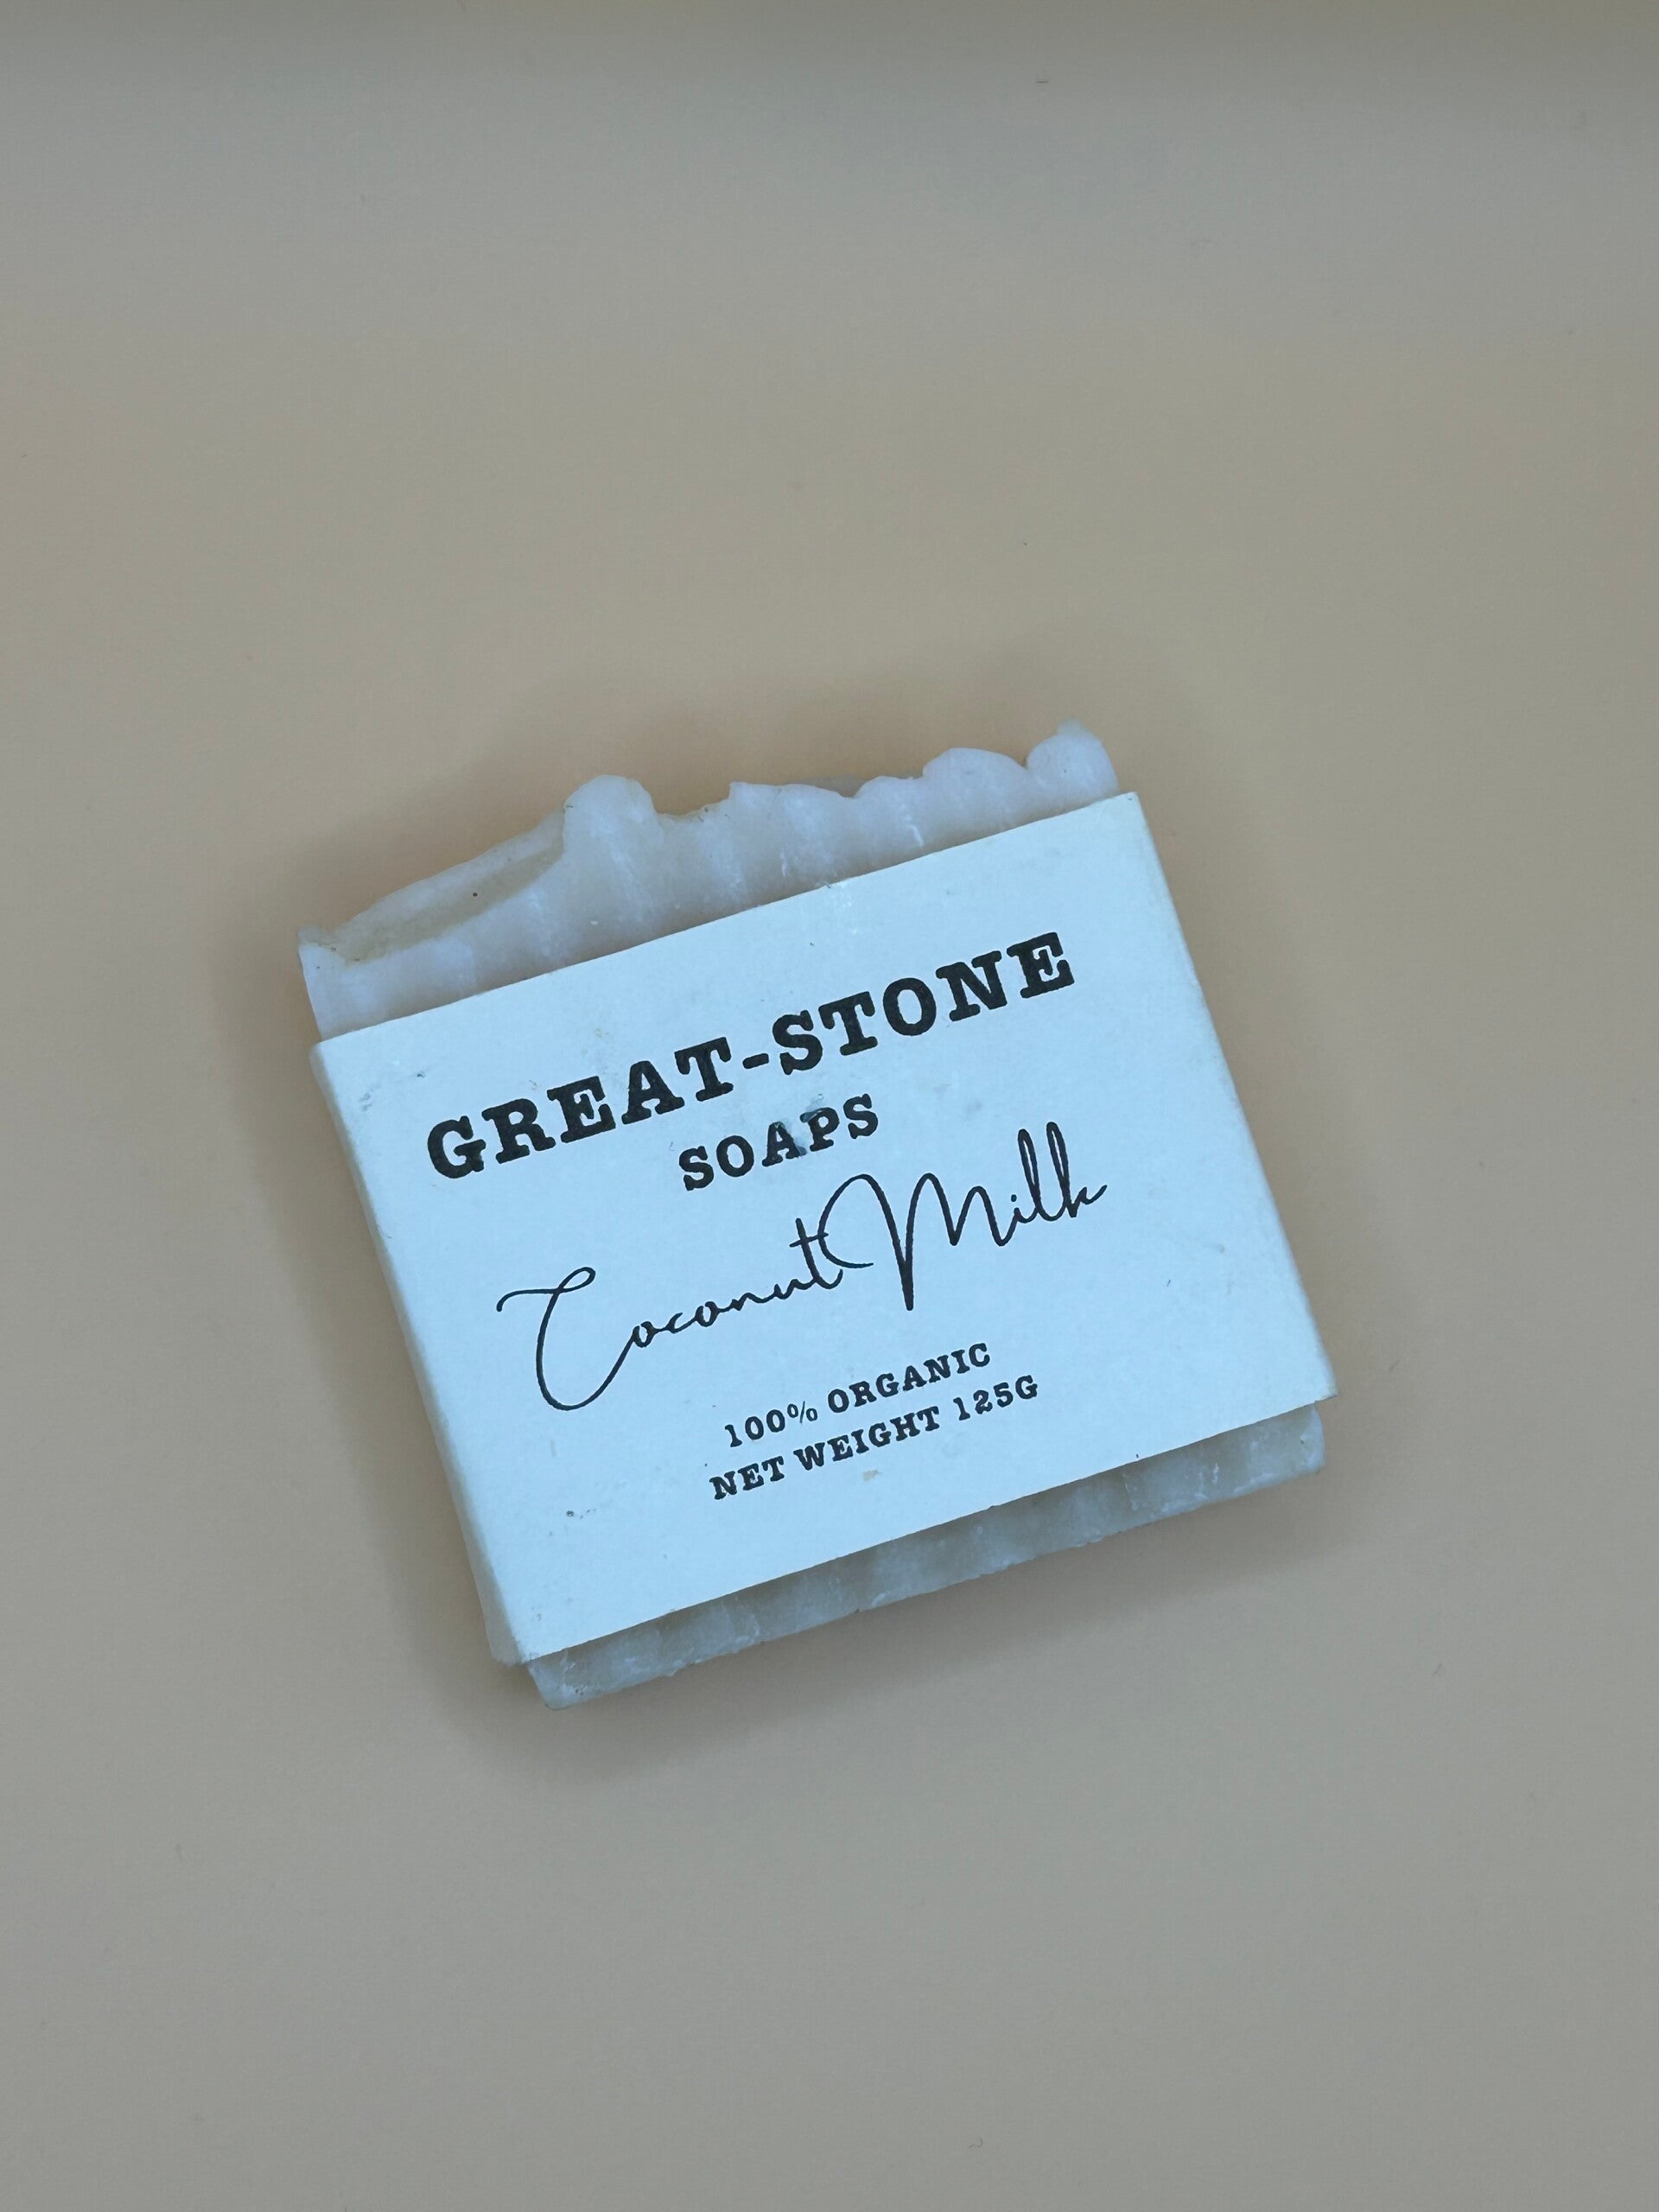 GREAT-STONE
SOAPS
Coconut Milk
100% ORGANIC
NET WEIGHT 125G